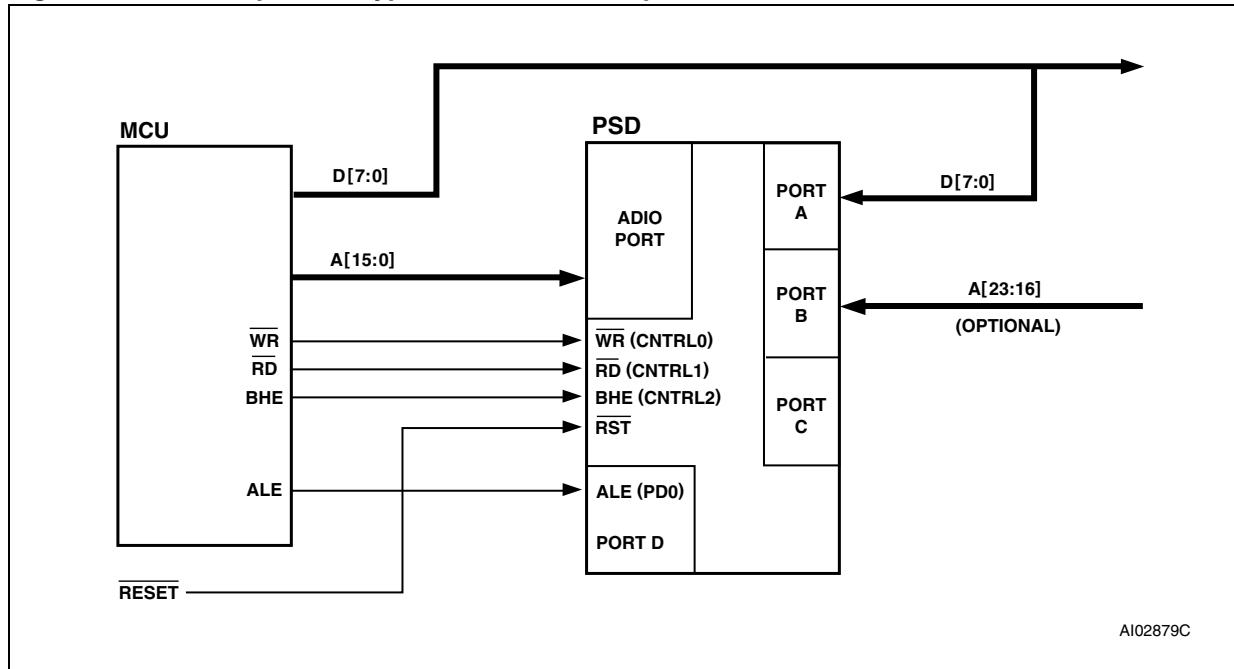 MCU
D[7:0]
A[15:0]
WR
RD
BHE
ALE
RESET
PSD
ADIO
PORT
WR (CNTRL0)
RD (CNTRL1)
BHE (CNTRL2)
RST
ALE (PD0)
PORT D
PORT
A
PORT
B
PORT
C
D[7:0]
A[23:16]
(OPTIONAL)
AI02879C